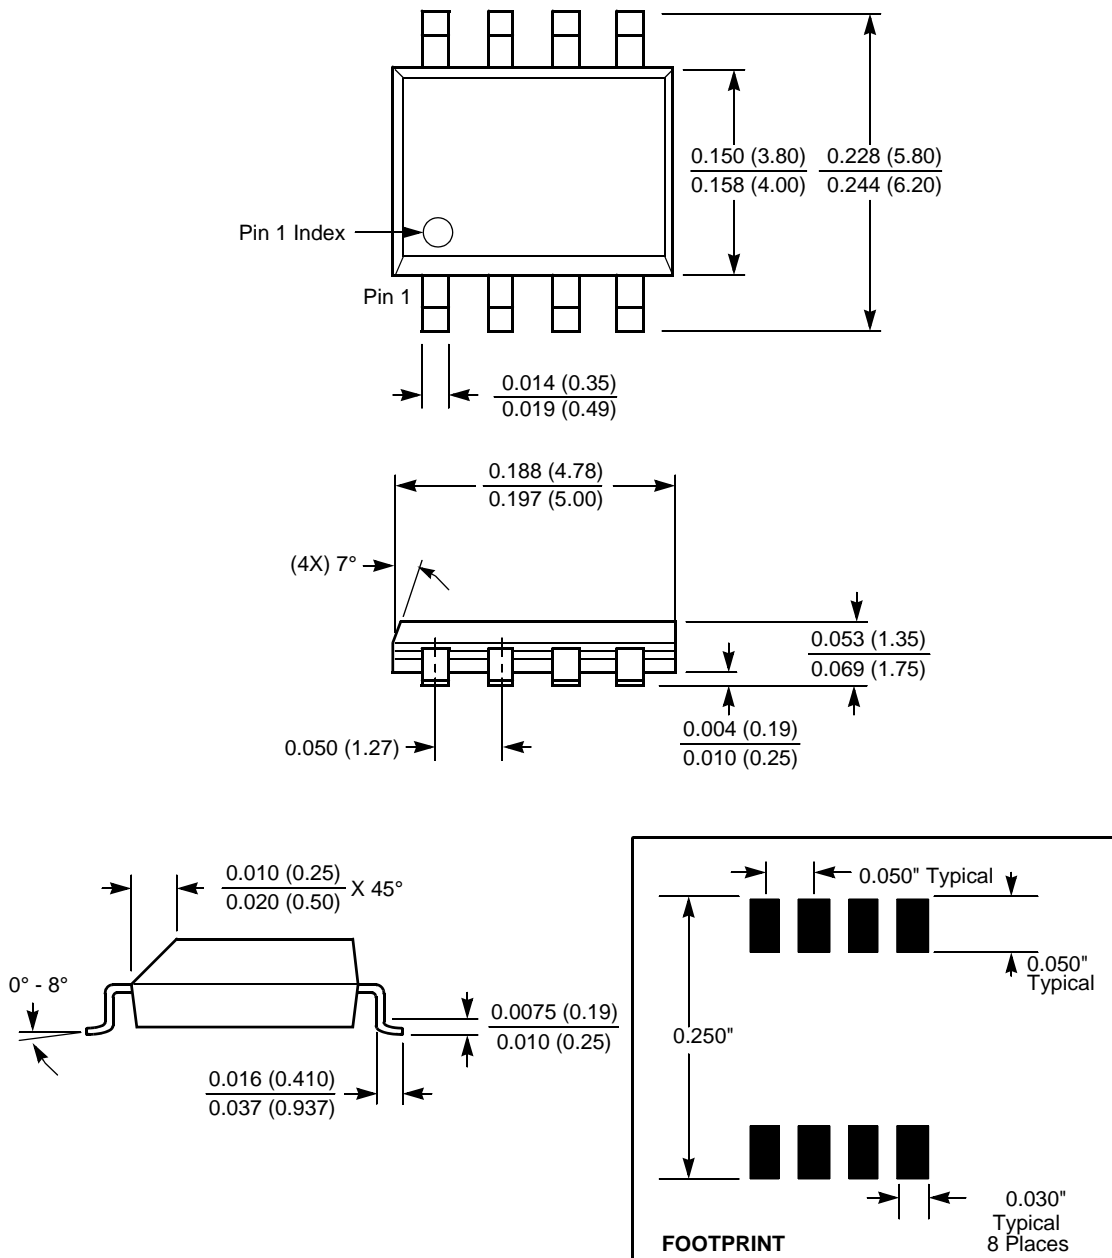 0.150 (3.80)
0.158 (4.00)
0.228 (5.80)
0.244 (6.20)
Pin 1 Index
Pin 1
0.014 (0.35)
0.019 (0.49)
0.188 (4.78)
0.197 (5.00)
(4X) 7°
0.053 (1.35)
0.069 (1.75)
0.004 (0.19)
0.010 (0.25)
0.050 (1.27)
0.010 (0.25)
0.020 (0.50)
X 45°
0° - 8°
0.0075 (0.19)
0.010 (0.25)
0.016 (0.410)
0.037 (0.937)
0.050" Typical
0.050"
Typical
0.250"
0.030"
Typical
8 Places
FOOTPRINT